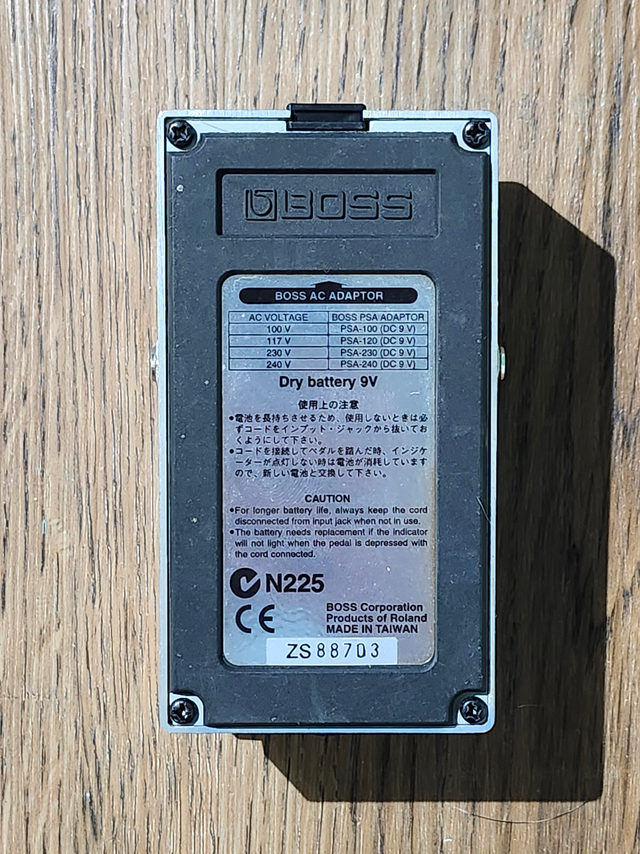 BOSS
BOSS AC ADAPTOR
AC VOLTAGE BOSS PSA ADAPTOR
100 V PSA-100 (DC 9 V)
117 V PSA-120 (DC 9 V)
230 V PSA-230 (DC 9 V)
240 V PSA-240 (DC 9 V)
Dry battery 9V
使用上の注意
●電池を長持ちさせるため、使用しないときは必
ずコードをインプット・ジャックから抜いてお
くようにして下さい。
●コードを接続してペダルを踏んだ時、インジケ
ーターが点灯しない時は電池が消耗しています
ので、新しい電池と交換して下さい。
CAUTION
●For longer battery life, always keep the cord
disconnected from input jack when not in use.
●The battery needs replacement if the indicator
will not light when the pedal is depressed with
the cord connected.
N225
CE
BOSS Corporation
Products of Roland
MADE IN TAIWAN
ZS88703